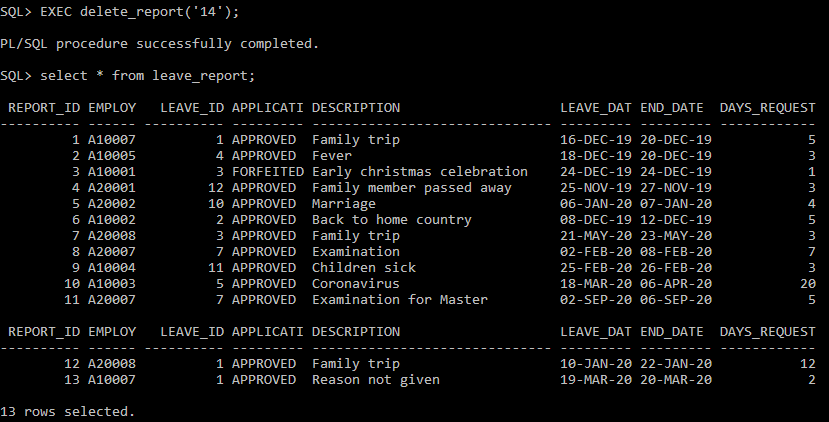 SQL> EXEC delete_report('14');
PL/SQL procedure successfully completed.
SQL> select * from leave_report;
REPORT_ID EMPLOY LEAVE_ID APPLICATI DESCRIPTION LEAVE_DAT END_DATE DAYS_REQUEST
---------- ------ ---------- --------- ------------------------------ --------- --------- ------------
1 A10007 1 APPROVED Family trip 16-DEC-19 20-DEC-19 5
2 A10005 4 APPROVED Fever 18-DEC-19 20-DEC-19 3
3 A10001 3 FORFEITED Early christmas celebration 24-DEC-19 24-DEC-19 1
4 A20001 12 APPROVED Family member passed away 25-NOV-19 27-NOV-19 3
5 A20002 10 APPROVED Marriage 06-JAN-20 07-JAN-20 4
6 A10002 2 APPROVED Back to home country 08-DEC-19 12-DEC-19 5
7 A20008 3 APPROVED Family trip 21-MAY-20 23-MAY-20 3
8 A20007 7 APPROVED Examination 02-FEB-20 08-FEB-20 7
9 A10004 11 APPROVED Children sick 25-FEB-20 26-FEB-20 3
10 A10003 5 APPROVED Coronavirus 18-MAR-20 06-APR-20 20
11 A20007 7 APPROVED Examination for Master 02-SEP-20 06-SEP-20 5
REPORT_ID EMPLOY LEAVE_ID APPLICATI DESCRIPTION LEAVE_DAT END_DATE DAYS_REQUEST
---------- ------ ---------- --------- ------------------------------ --------- --------- ------------
12 A20008 1 APPROVED Family trip 10-JAN-20 22-JAN-20 12
13 A10007 1 APPROVED Reason not given 19-MAR-20 20-MAR-20 2
13 rows selected.